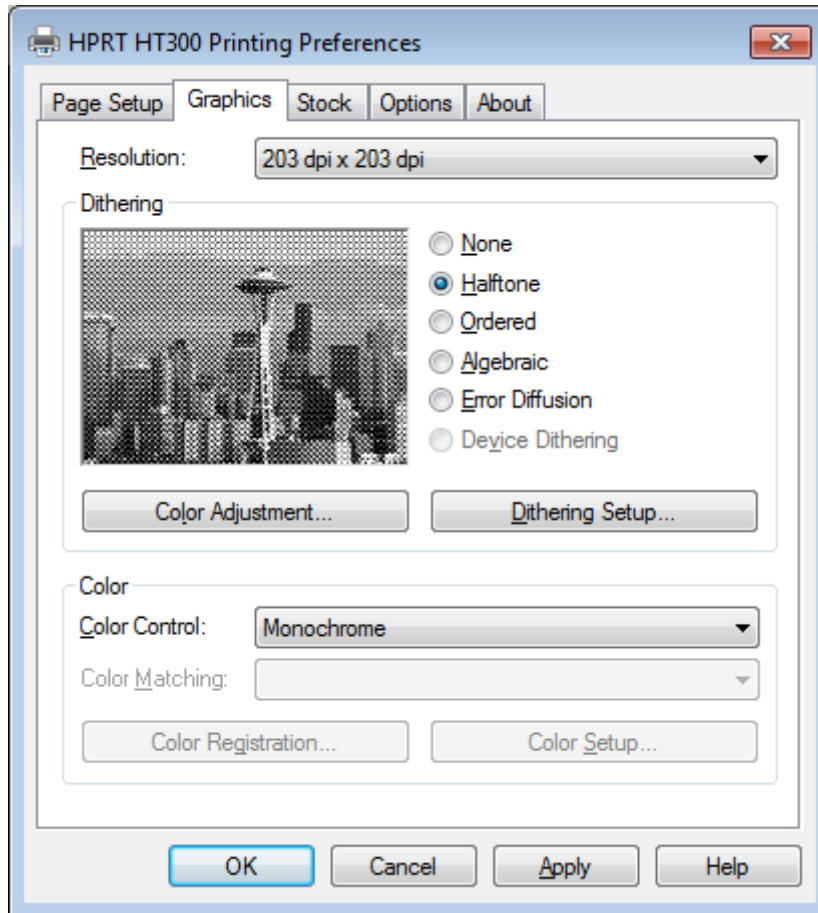 HPRT HT300 Printing Preferences
Page Setup Graphics Stock Options About
Resolution: 203 dpi x 203 dpi
Dithering
None
Halftone
Ordered
Algebraic
Error Diffusion
Device Dithering
Color Adjustment... Dithering Setup...
Color
Color Control: Monochrome
Color Matching:
Color Registration... Color Setup...
OK Cancel Apply Help